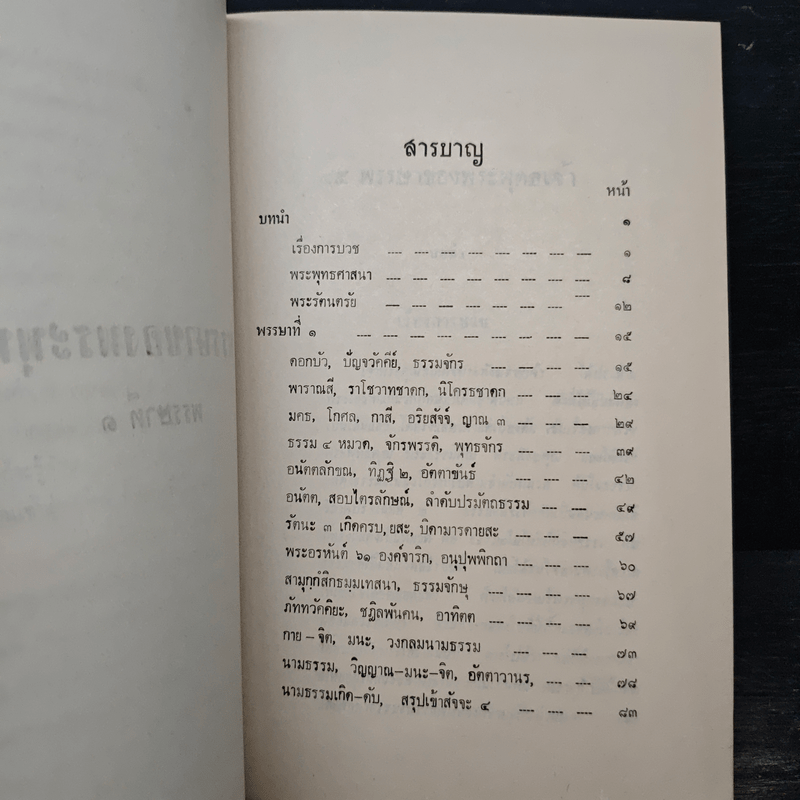 สารบาญ
หน้า
บทนำ ๑
เรื่องการบวช ---- ---- ---- ---- ---- ---- ---- ---- ๑
พระพุทธศาสนา ---- ---- ---- ---- ---- ---- ---- ---- ๘
พระรัตนตรัย ---- ---- ---- ---- ---- ---- ---- ---- ๑๒
พรรษาที่ ๑ ---- ---- ---- ---- ---- ---- ---- ---- ๑๕
ดอกบัว, ปัญจวัคคีย์, ธรรมจักร ---- ---- ---- ---- ๑๕
พาราณสี, ราโชวาทชาดก, นิโครธชาดก ---- ---- ---- ๒๔
มคธ, โกศล, กาสี, อริยสัจจ์, ญาณ ๓ ---- ---- ---- ๒๙
ธรรม ๔ หมวด, จักรพรรดิ, พุทธจักร ---- ---- ---- ๓๙
อนัตตลักขณ, ทิฏฐิ ๒, อัตตาขันธ์ ---- ---- ---- ๔๒
อนัตต, สอบไตรลักษณ์, ลำดับปรมัตถธรรม ---- ---- ๔๙
รัตนะ ๓ เกิดครบ, ยสะ, บิดามารดายสะ ---- ---- ---- ๕๗
พระอรหันต์ ๖๑ องค์จาริก, อนุปุพพิกถา ---- ---- ---- ๖๐
สามุกฺกํสิกธมฺมเทสนา, ธรรมจักษุ ---- ---- ---- ---- ๖๗
ภัททวัคคิยะ, ชฎิลพันคน, อาทิตต ---- ---- ---- ---- ๖๙
กาย–จิต, มนะ, วงกลมนามธรรม ---- ---- ---- ๗๓
นามธรรม, วิญญาณ–มนะ–จิต, อัตตาวานร, ---- ---- ๗๘
นามธรรมเกิด–ดับ, สรุปเข้าสัจจะ ๔ ---- ---- ---- ๘๓